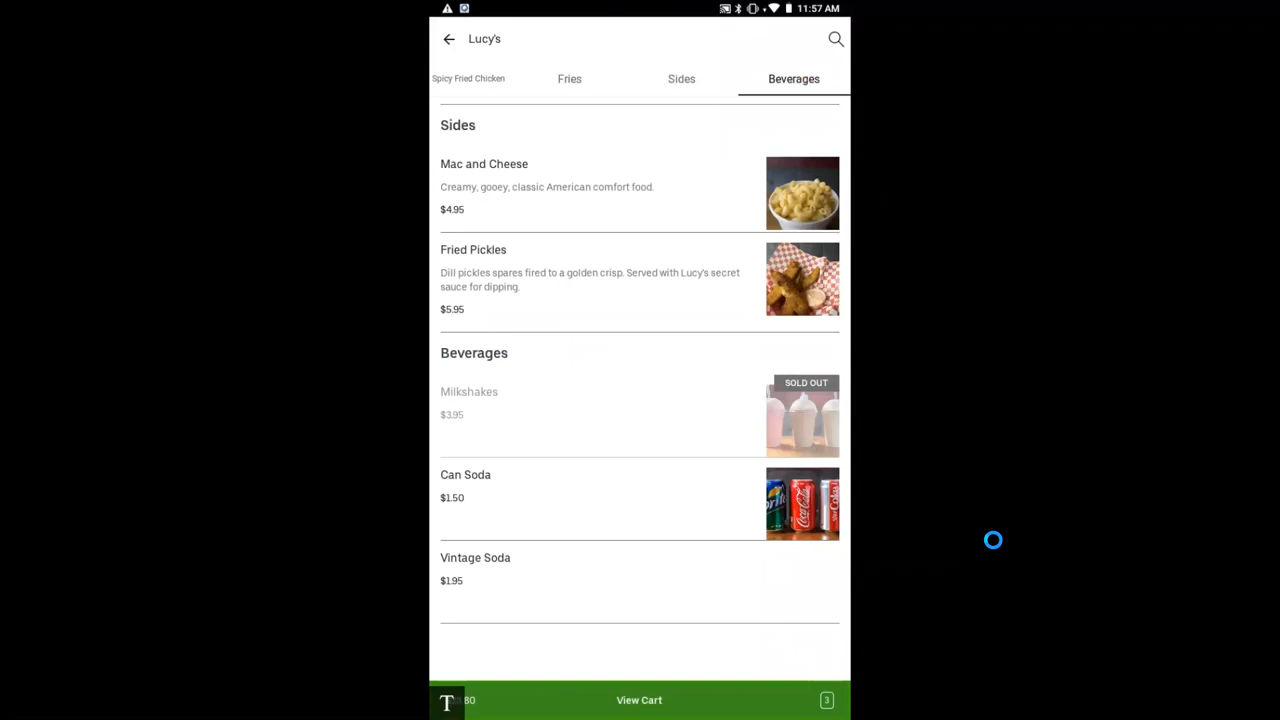 11:57 AM
Lucy's
Spicy Fried Chicken
Fries
Sides
Beverages
Sides
Mac and Cheese
Creamy, gooey, classic American comfort food.
$4.95
Fried Pickles
Dill pickles spares fired to a golden crisp. Served with Lucy's secret
sauce for dipping.
$5.95
Beverages
SOLD OUT
Milkshakes
$3.95
Can Soda
$1.50
Coca-Cola
Vintage Soda
$1.95
T
80
View Cart
3